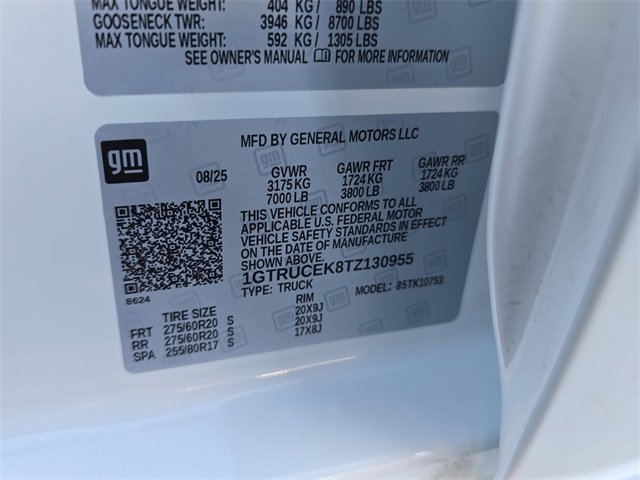 MAX TONGUE WEIGHT: 404 KG / 890 LBS
GOOSENECK TWR: 3946 KG / 8700 LBS
MAX TONGUE WEIGHT: 592 KG / 1305 LBS
SEE OWNER'S MANUAL FOR MORE INFORMATION
gm
MFD BY GENERAL MOTORS LLC
08/25 GVWR GAWR FRT GAWR RR
3175 KG 1724 KG 1724 KG
7000 LB 3800 LB 3800 LB
THIS VEHICLE CONFORMS TO ALL
APPLICABLE U.S. FEDERAL MOTOR
VEHICLE SAFETY STANDARDS IN EFFECT
ON THE DATE OF MANUFACTURE
SHOWN ABOVE.
1GTRUCEK8TZ130955
TYPE: TRUCK MODEL: 85TK10753
8624
TIRE SIZE RIM
FRT 275/60R20 S 20X9J
RR 275/60R20 S 20X9J
SPA 255/80R17 S 17X8J